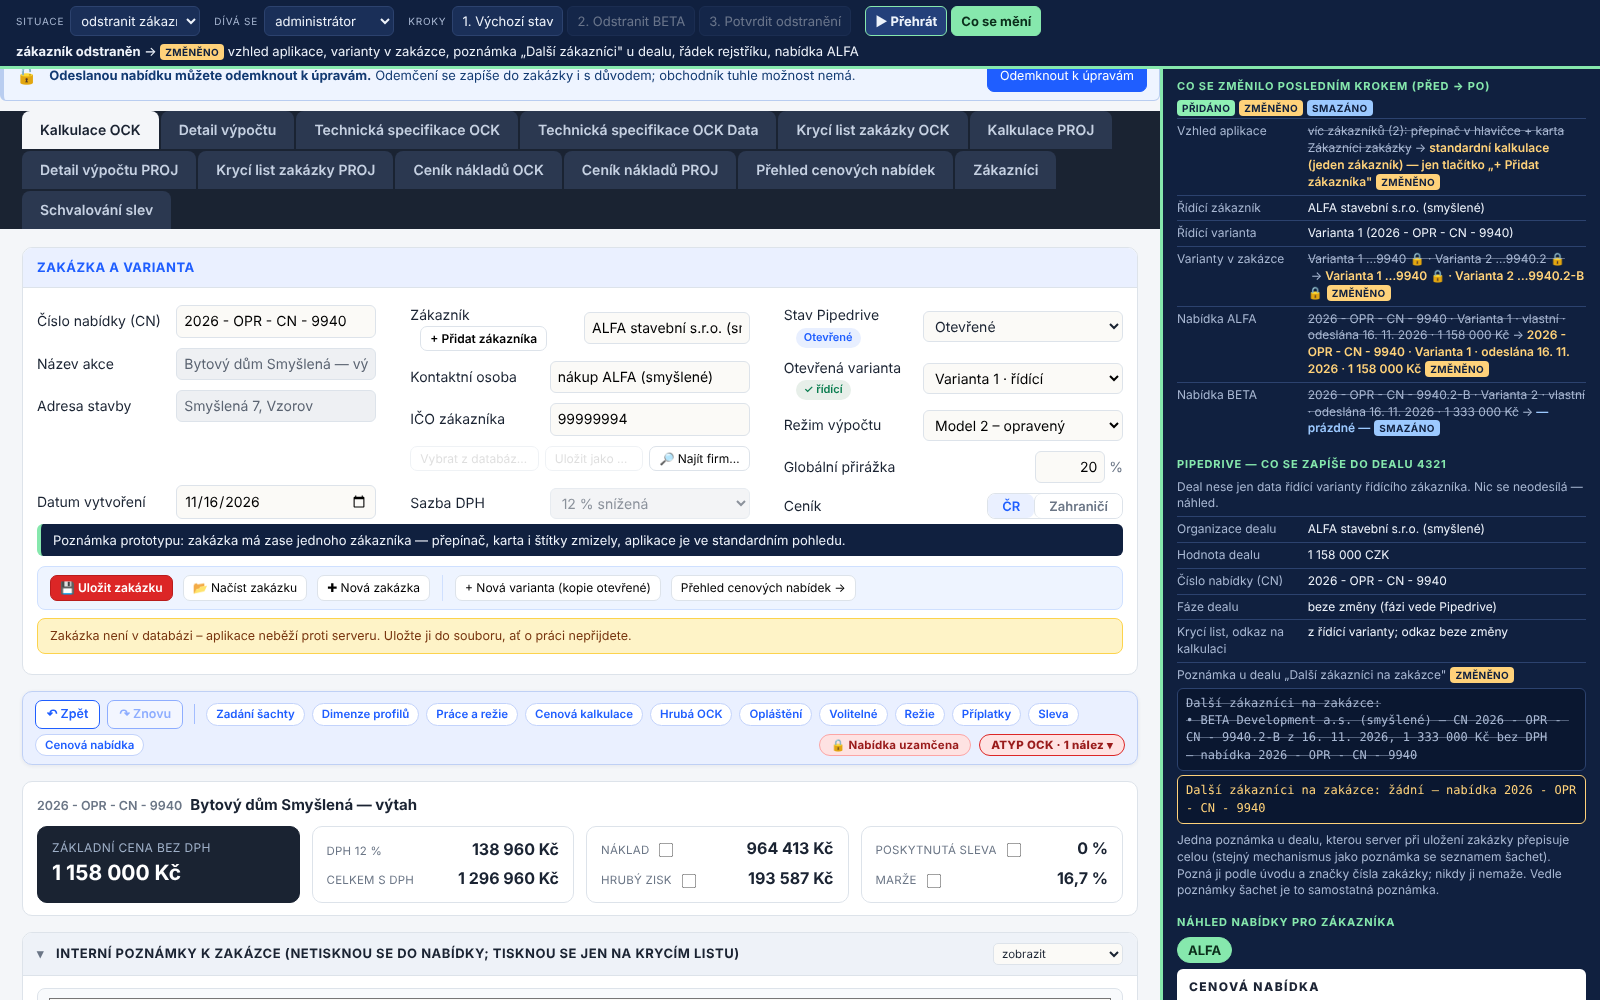 SITUACE odstranit zákaz DÍVÁ SE administrátor KROKY 1. Výchozí stav 2. Odstranit BETA 3. Potvrdit odstranění ▶ Přehrát Co se mění
zákazník odstraněn → ZMĚNĚNO vzhled aplikace, varianty v zakázce, poznámka „Další zákazníci" u dealu, řádek rejstříku, nabídka ALFA
🔓 Odeslanou nabídku můžete odemknout k úpravám. Odemčení se zapíše do zakázky i s důvodem; obchodník tuhle možnost nemá. Odemknout k úpravám
Kalkulace OCK Detail výpočtu Technická specifikace OCK Technická specifikace OCK Data Krycí list zakázky OCK Kalkulace PROJ
Detail výpočtu PROJ Krycí list zakázky PROJ Ceník nákladů OCK Ceník nákladů PROJ Přehled cenových nabídek Zákazníci
Schvalování slev
ZAKÁZKA A VARIANTA
Číslo nabídky (CN) 2026 - OPR - CN - 9940
Název akce Bytový dům Smyšlená — vý
Adresa stavby Smyšlená 7, Vzorov
Datum vytvoření 11/16/2026
Zákazník + Přidat zákazníka ALFA stavební s.r.o. (sr
Kontaktní osoba nákup ALFA (smyšlené)
IČO zákazníka 99999994
Vybrat z databáz... Uložit jako ... 🔎 Najít firm...
Sazba DPH 12 % snížená
Stav Pipedrive Otevřené Otevřené
Otevřená varianta ✓ řídící Varianta 1 · řídící
Režim výpočtu Model 2 – opravený
Globální přirážka 20 %
Ceník ČR Zahraničí
Poznámka prototypu: zakázka má zase jednoho zákazníka — přepínač, karta i štítky zmizely, aplikace je ve standardním pohledu.
💾 Uložit zakázku 📂 Načíst zakázku ✚ Nová zakázka + Nová varianta (kopie otevřené) Přehled cenových nabídek →
Zakázka není v databázi – aplikace neběží proti serveru. Uložte ji do souboru, ať o práci nepřijdete.
↶ Zpět ↷ Znovu Zadání šachty Dimenze profilů Práce a režie Cenová kalkulace Hrubá OCK Opláštění Volitelné Režie Příplatky Sleva
Cenová nabídka 🔒 Nabídka uzamčena ATYP OCK · 1 nález ▾
2026 - OPR - CN - 9940 Bytový dům Smyšlená — výtah
ZÁKLADNÍ CENA BEZ DPH
1 158 000 Kč
DPH 12 % 138 960 Kč
CELKEM S DPH 1 296 960 Kč
NÁKLAD 964 413 Kč
HRUBÝ ZISK 193 587 Kč
POSKYTNUTÁ SLEVA 0 %
MARŽE 16,7 %
▾ INTERNÍ POZNÁMKY K ZAKÁZCE (NETISKNOU SE DO NABÍDKY; TISKNOU SE JEN NA KRYCÍM LISTU) zobrazit
CO SE ZMĚNILO POSLEDNÍM KROKEM (PŘED → PO)
PŘIDÁNO ZMĚNĚNO SMAZÁNO
Vzhled aplikace víc zákazníků (2): přepínač v hlavičce + karta
Zákazníci zakázky → standardní kalkulace
(jeden zákazník) — jen tlačítko „+ Přidat
zákazníka" ZMĚNĚNO
Řídící zákazník ALFA stavební s.r.o. (smyšlené)
Řídící varianta Varianta 1 (2026 - OPR - CN - 9940)
Varianty v zakázce Varianta 1 …9940 🔒 · Varianta 2 …9940.2 🔒
→ Varianta 1 …9940 🔒 · Varianta 2 …9940.2-B
🔒 ZMĚNĚNO
Nabídka ALFA 2026 - OPR - CN - 9940 · Varianta 1 · vlastní ·
odeslána 16. 11. 2026 · 1 158 000 Kč → 2026 -
OPR - CN - 9940 · Varianta 1 · odeslána 16. 11.
2026 · 1 158 000 Kč ZMĚNĚNO
Nabídka BETA 2026 - OPR - CN - 9940.2-B · Varianta 2 · vlastní
· odeslána 16. 11. 2026 · 1 333 000 Kč → —
prázdné — SMAZÁNO
PIPEDRIVE — CO SE ZAPÍŠE DO DEALU 4321
Deal nese jen data řídící varianty řídícího zákazníka. Nic se neodesílá —
náhled.
Organizace dealu ALFA stavební s.r.o. (smyšlené)
Hodnota dealu 1 158 000 CZK
Číslo nabídky (CN) 2026 - OPR - CN - 9940
Fáze dealu beze změny (fázi vede Pipedrive)
Krycí list, odkaz na z řídící varianty; odkaz beze změny
kalkulaci
Poznámka u dealu „Další zákazníci na zakázce" ZMĚNĚNO
Další zákazníci na zakázce:
• BETA Development a.s. (smyšlené) — CN 2026 - OPR -
CN - 9940.2-B z 16. 11. 2026, 1 333 000 Kč bez DPH
— nabídka 2026 - OPR - CN - 9940
Další zákazníci na zakázce: žádní — nabídka 2026 - OPR
- CN - 9940
Jedna poznámka u dealu, kterou server při uložení zakázky přepisuje
celou (stejný mechanismus jako poznámka se seznamem šachet).
Pozná ji podle úvodu a značky čísla zakázky; nikdy ji nemaže. Vedle
poznámky šachet je to samostatná poznámka.
NÁHLED NABÍDKY PRO ZÁKAZNÍKA
ALFA
CENOVÁ NABÍDKA